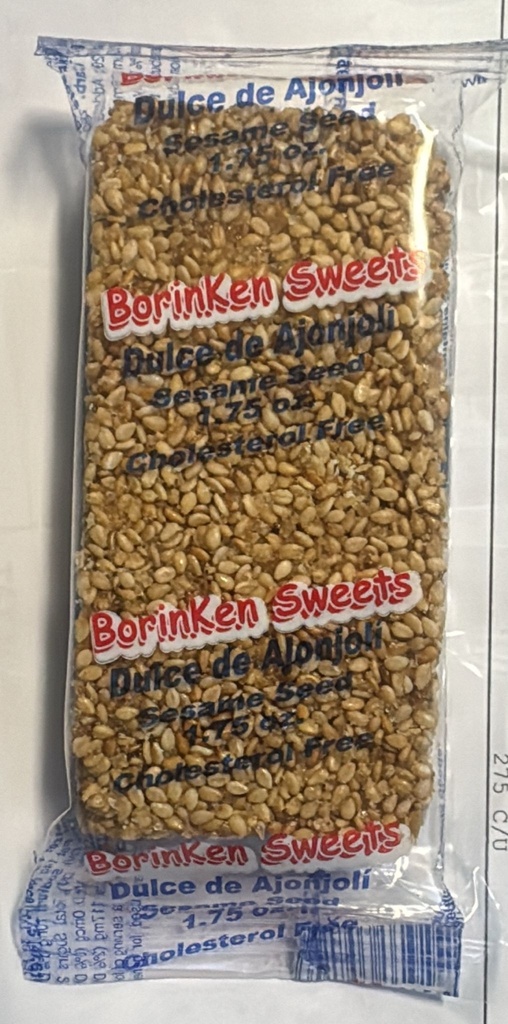 Dulce de Ajonjolí
Sesame Seed
1.75 oz.
Cholesterol Free
BorinKen Sweets
Dulce de Ajonjolí
Sesame Seed
1.75 oz.
Cholesterol Free
BorinKen Sweets
Dulce de Ajonjolí
Sesame Seed
1.75 oz
Cholesterol Free
BorinKen Sweets
Dulce de Ajonjolí
Sesame Seed
1.75 oz
Cholesterol Free
275 C/U